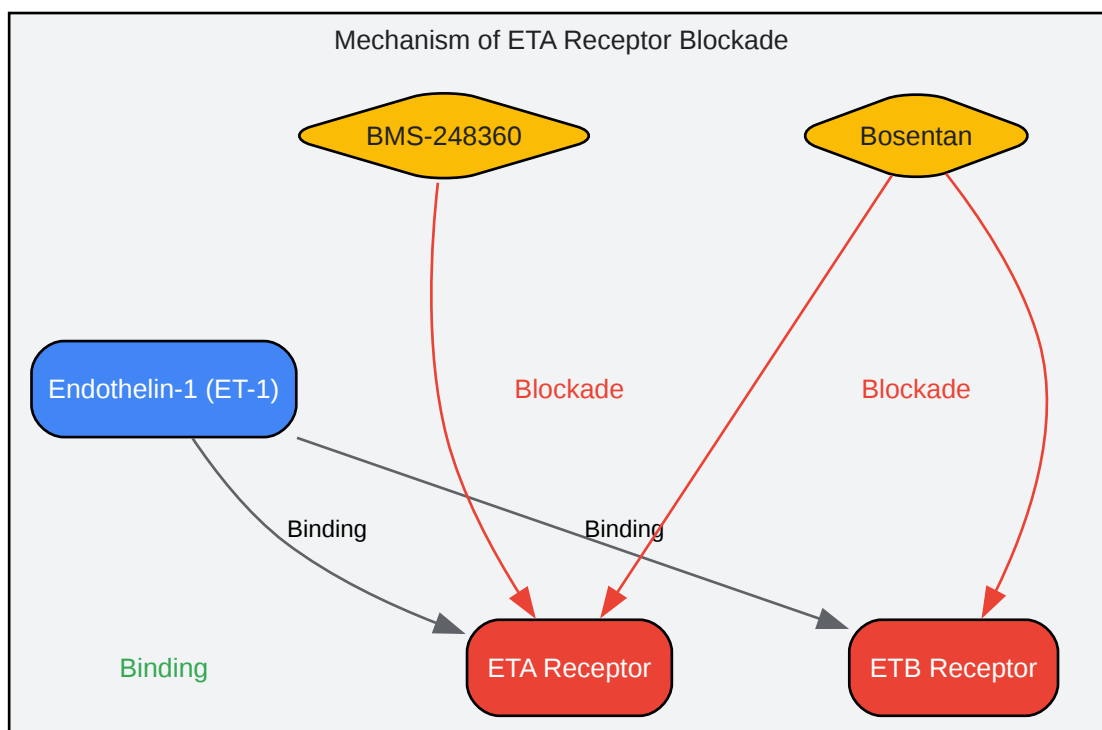 Mechanism of ETA Receptor Blockade
BMS-248360
Bosentan
Endothelin-1 (ET-1)
Blockade
Blockade
Binding
Binding
Binding
ETA Receptor
ETB Receptor